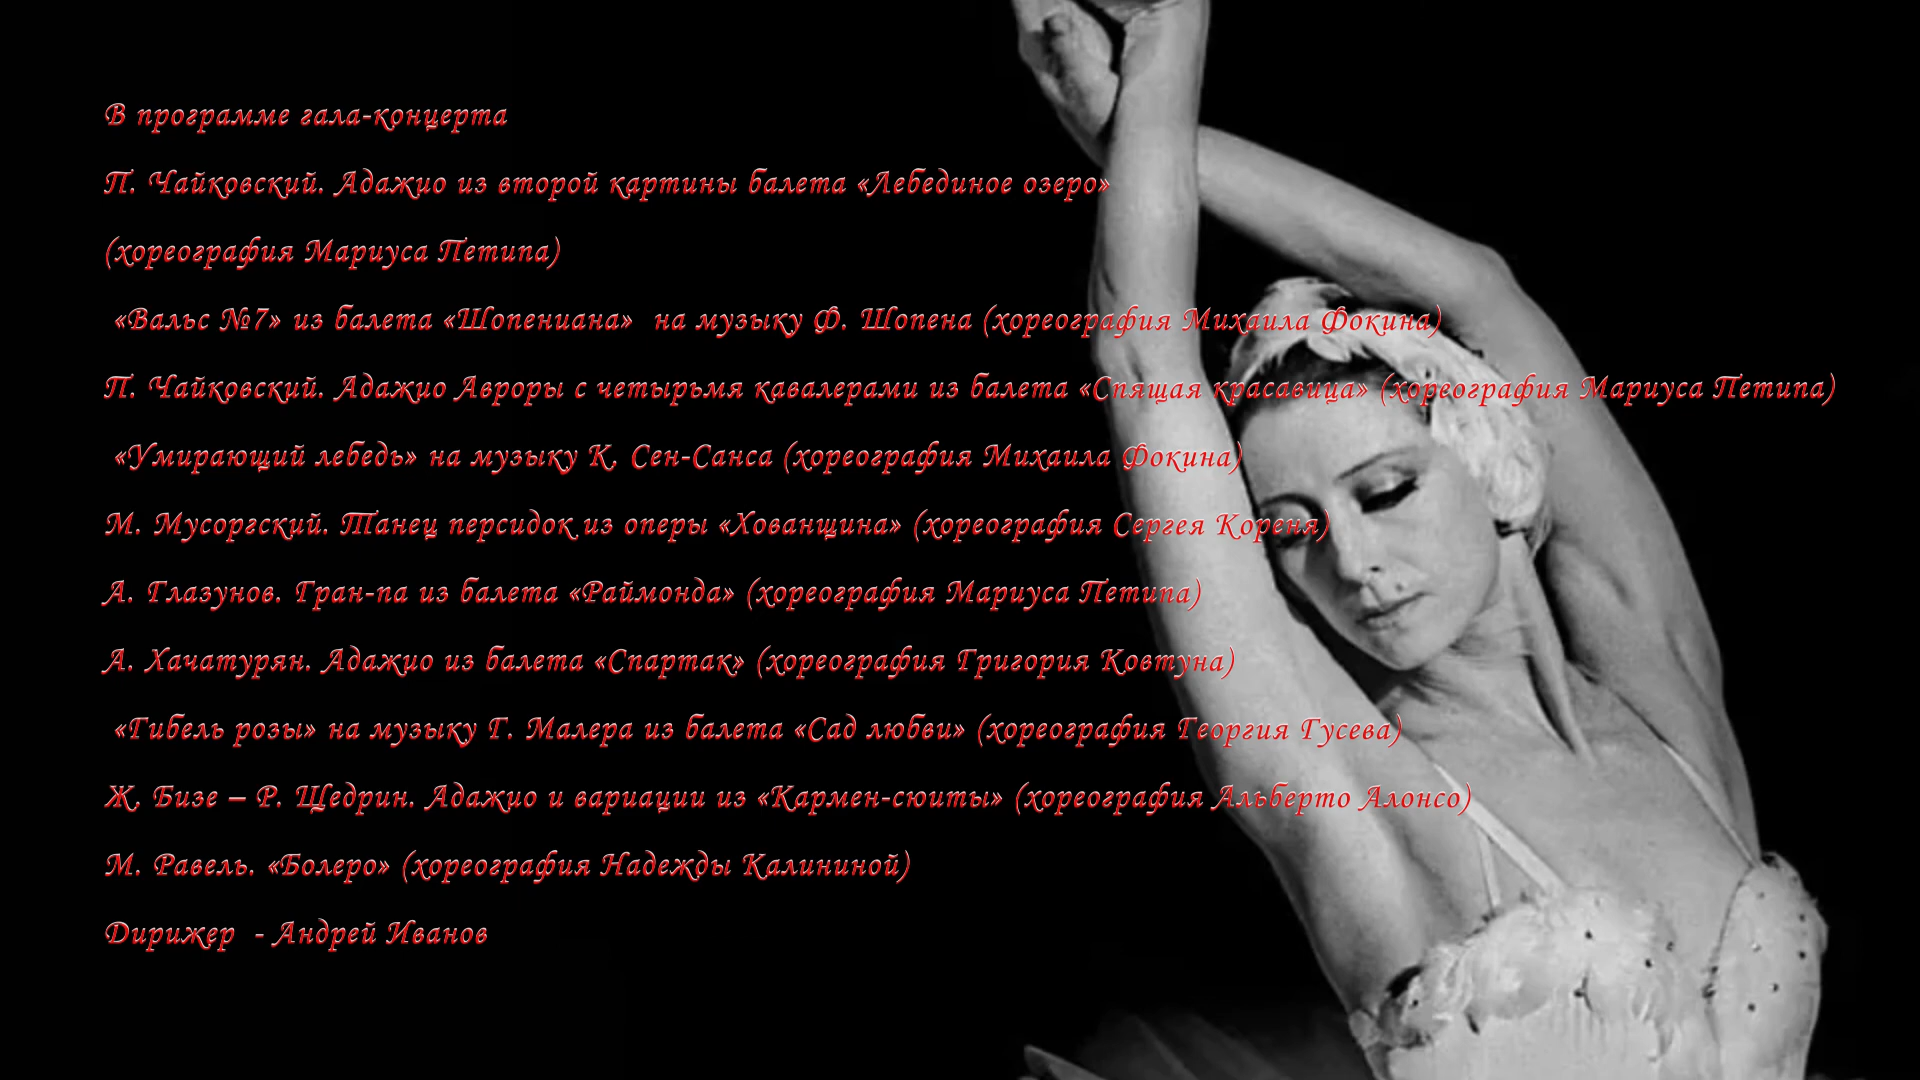 В программе гала-концерта
П. Чайковский. Адажио из второй картины балета «Лебединое озеро»
(хореография Мариуса Петипа)
«Вальс №7» из балета «Шопениана» на музыку Ф. Шопена (хореография Михаила Фокина)
П. Чайковский. Адажио Авроры с четырьмя кавалерами из балета «Спящая красавица» (хореография Мариуса Петипа)
«Умирающий лебедь» на музыку К. Сен-Санса (хореография Михаила Фокина)
М. Мусоргский. Танец персидок из оперы «Хованщина» (хореография Сергея Кореня)
А. Глазунов. Гран-па из балета «Раймонда» (хореография Мариуса Петипа)
А. Хачатурян. Адажио из балета «Спартак» (хореография Григория Ковтуна)
«Гибель розы» на музыку Г. Малера из балета «Сад любви» (хореография Георгия Гусева)
Ж. Бизе – Р. Щедрин. Адажио и вариации из «Кармен-сюиты» (хореография Альберто Алонсо)
М. Равель. «Болеро» (хореография Надежды Калининой)
Дирижер - Андрей Иванов